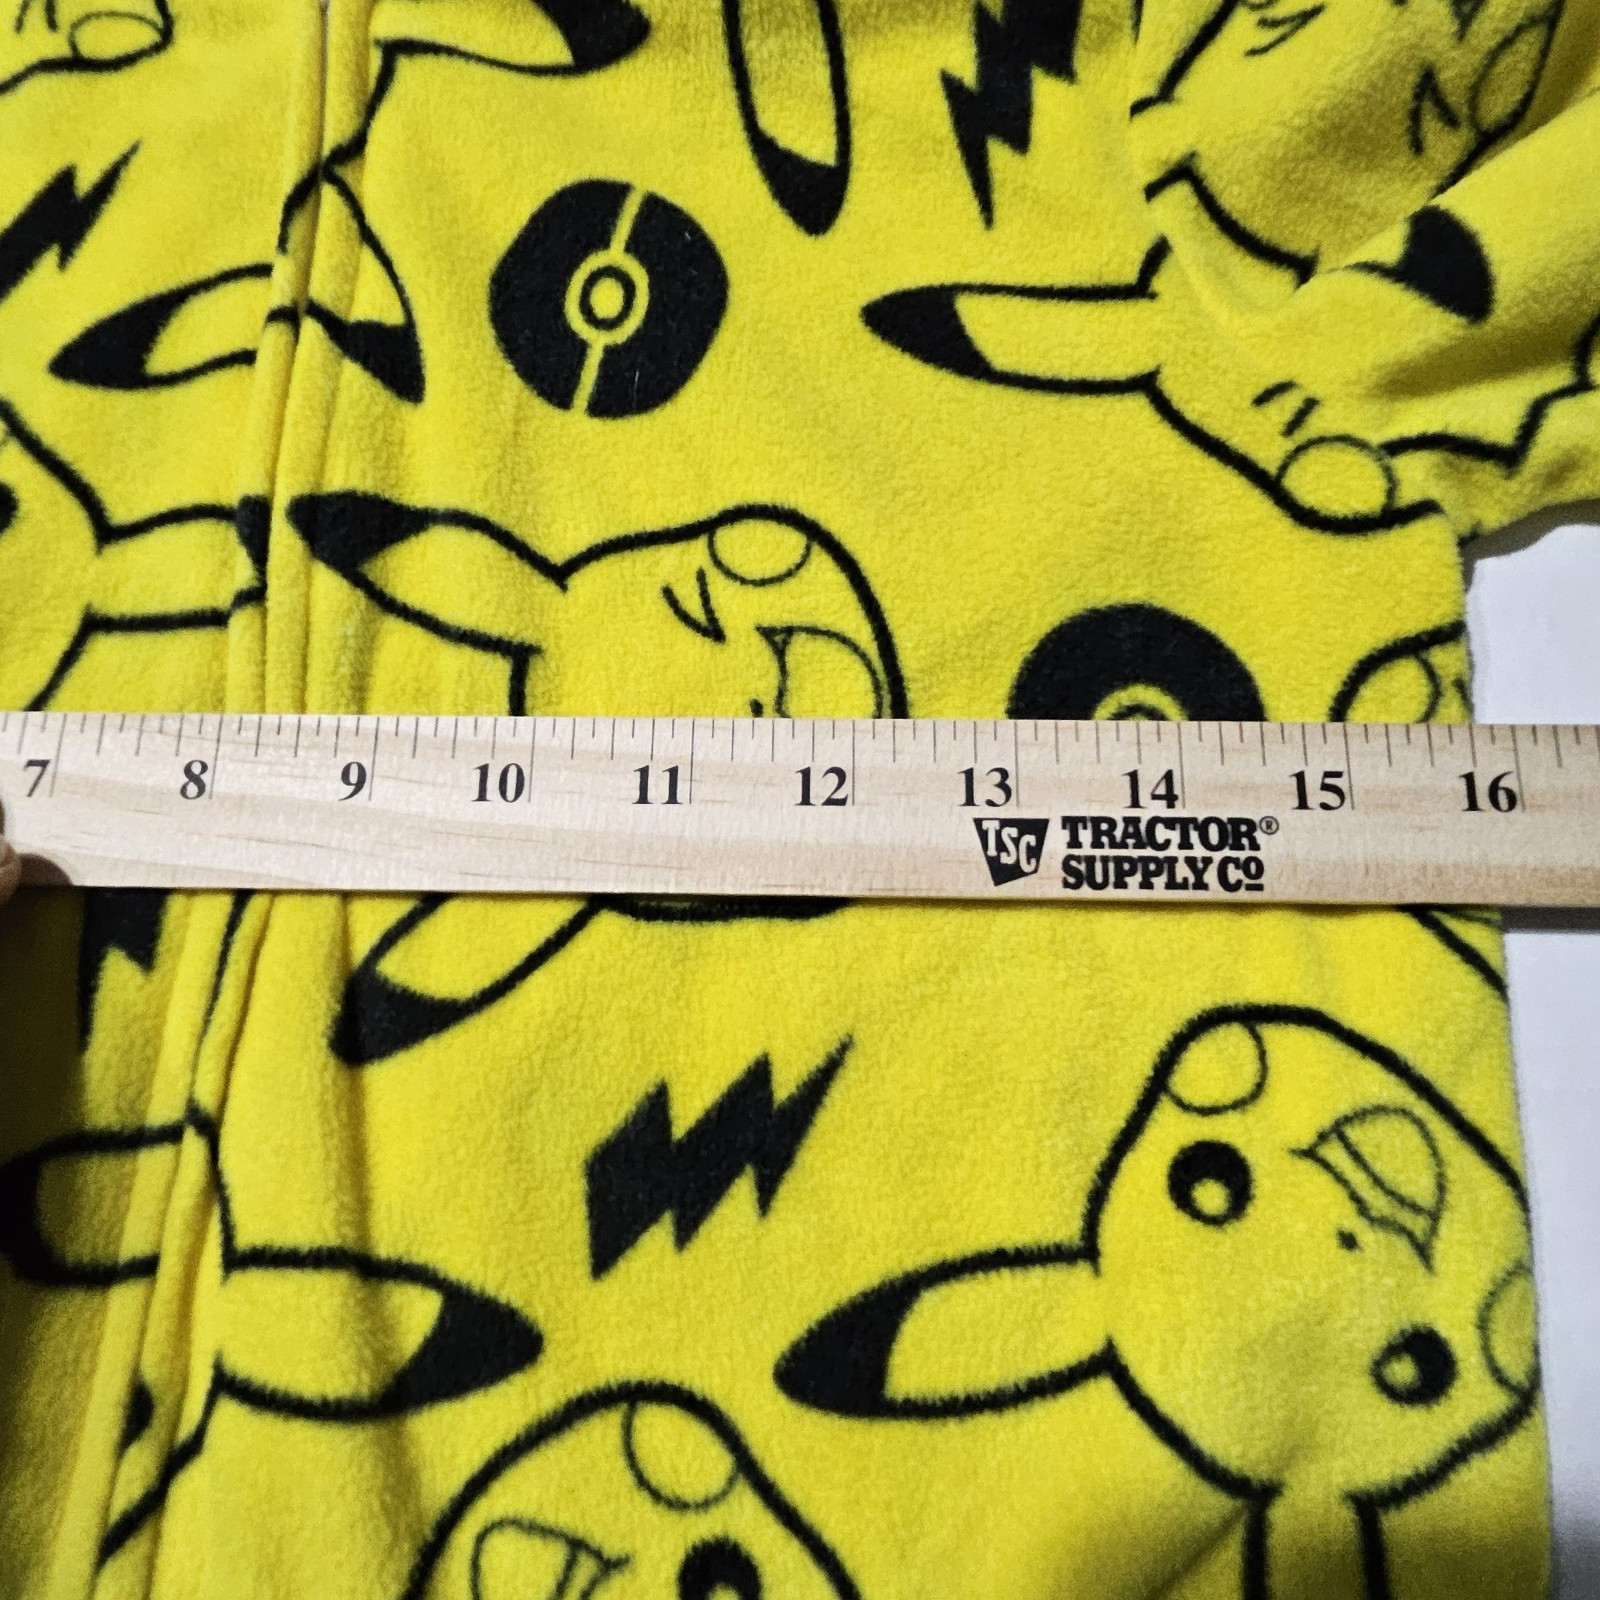 7 8 9 10 11 12 13 14 15 16
TSC TRACTOR®
SUPPLY CO